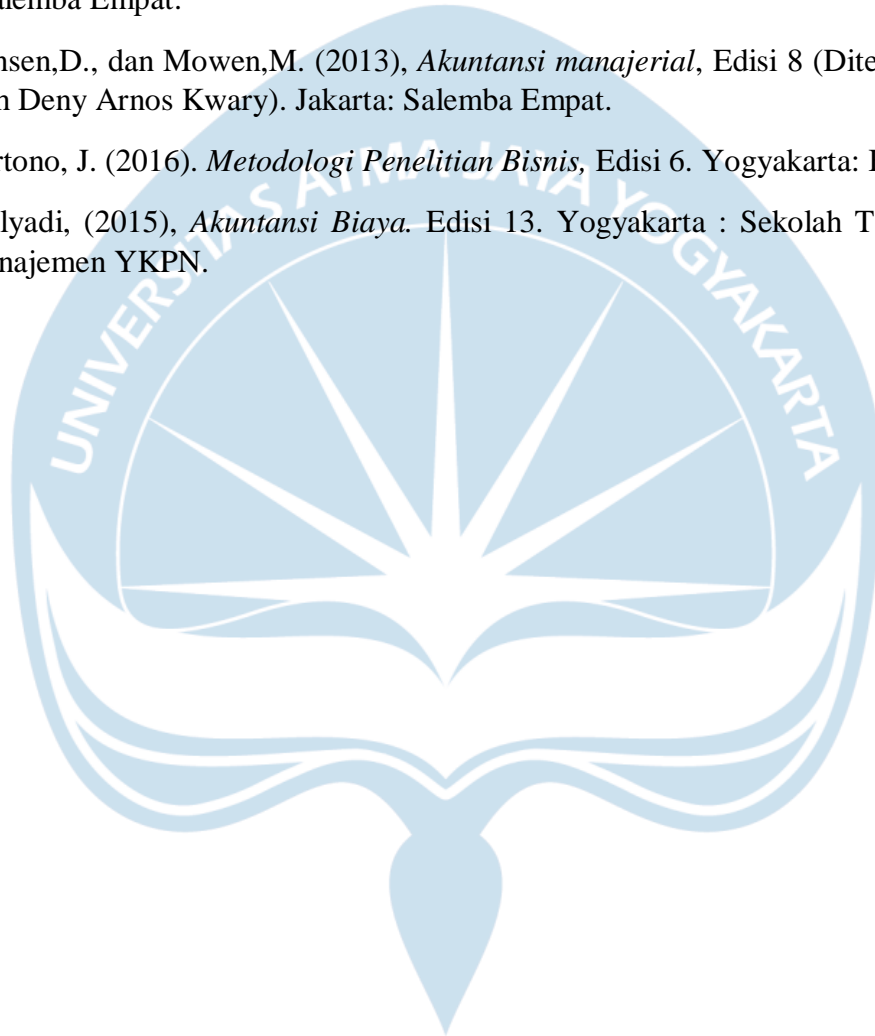 alemba Empat.
nsen,D., dan Mowen,M. (2013), Akuntansi manajerial, Edisi 8 (Dite
h Deny Arnos Kwary). Jakarta: Salemba Empat.
rtono, J. (2016). Metodologi Penelitian Bisnis, Edisi 6. Yogyakarta:
lyadi, (2015), Akuntansi Biaya. Edisi 13. Yogyakarta : Sekolah T
najemen YKPN.
UNIVERSITAS ATMA JAYA YOGYAKARTA